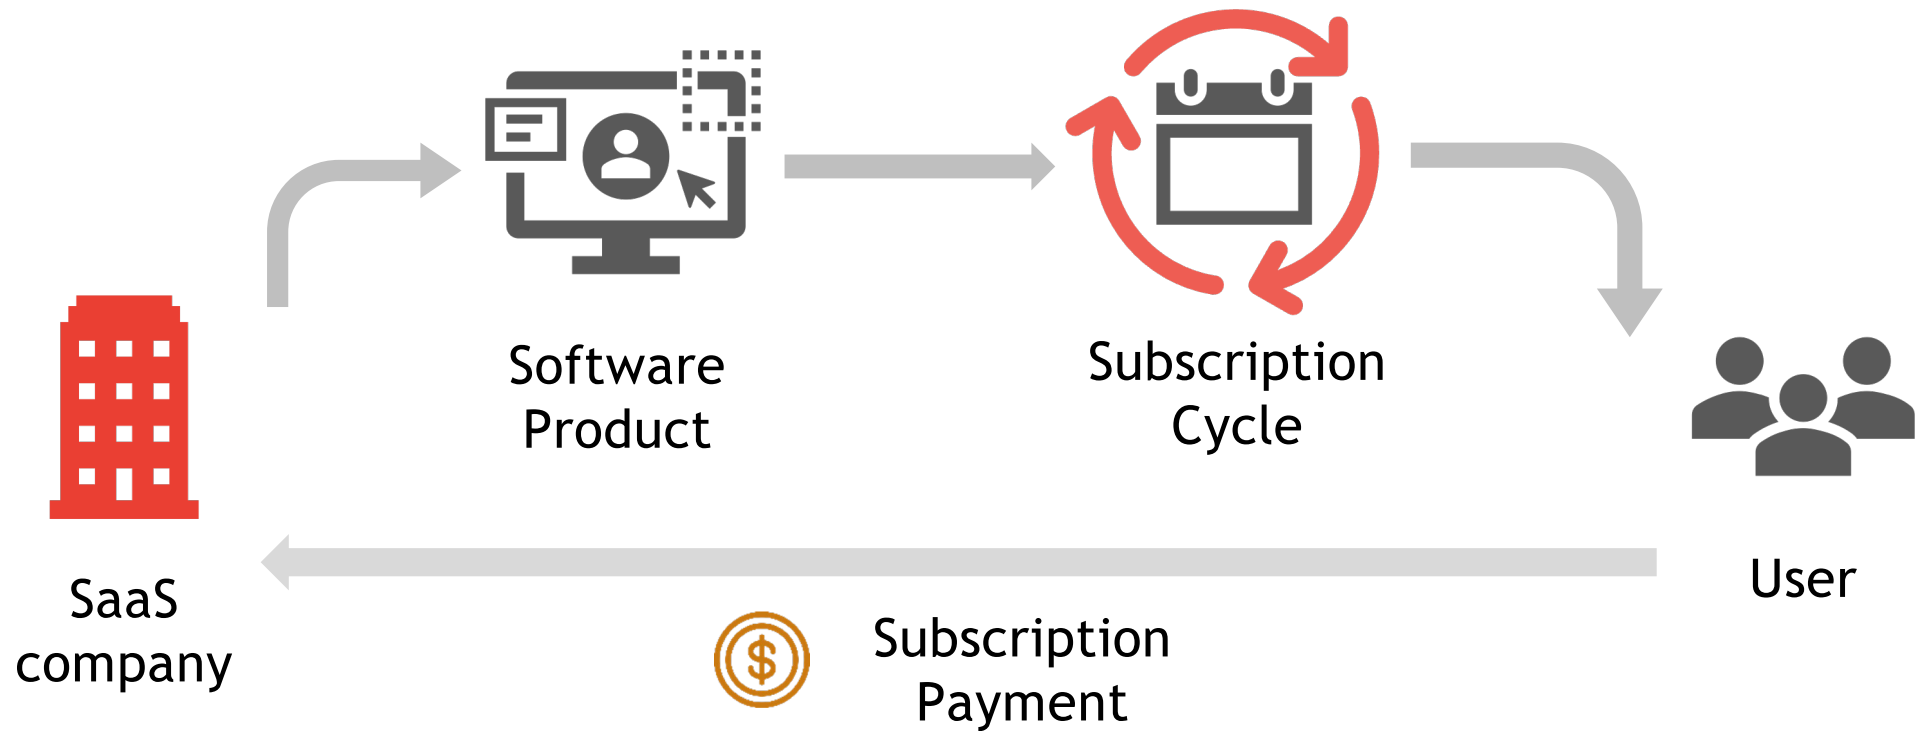 Software
Product
Subscription
Cycle
SaaS
company
User
$
Subscription
Payment